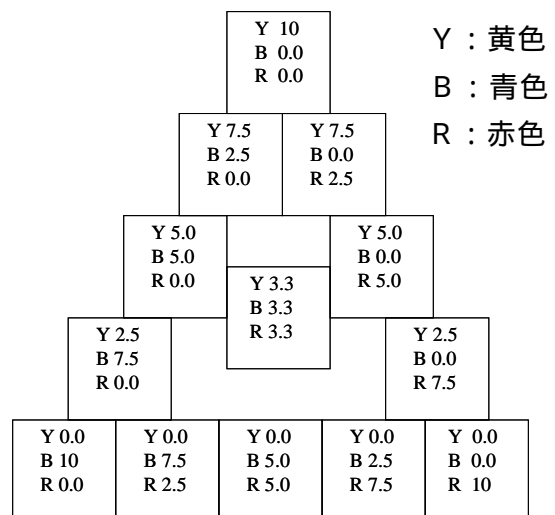 Y 10
B 0.0
R 0.0
Y : 黄色
B : 青色
R : 赤色
Y 7.5
B 2.5
R 0.0
Y 7.5
B 0.0
R 2.5
Y 5.0
B 5.0
R 0.0
Y 5.0
B 0.0
R 5.0
Y 3.3
B 3.3
R 3.3
Y 2.5
B 7.5
R 0.0
Y 2.5
B 0.0
R 7.5
Y 0.0
B 10
R 0.0
Y 0.0
B 7.5
R 2.5
Y 0.0
B 5.0
R 5.0
Y 0.0
B 2.5
R 7.5
Y 0.0
B 0.0
R 10